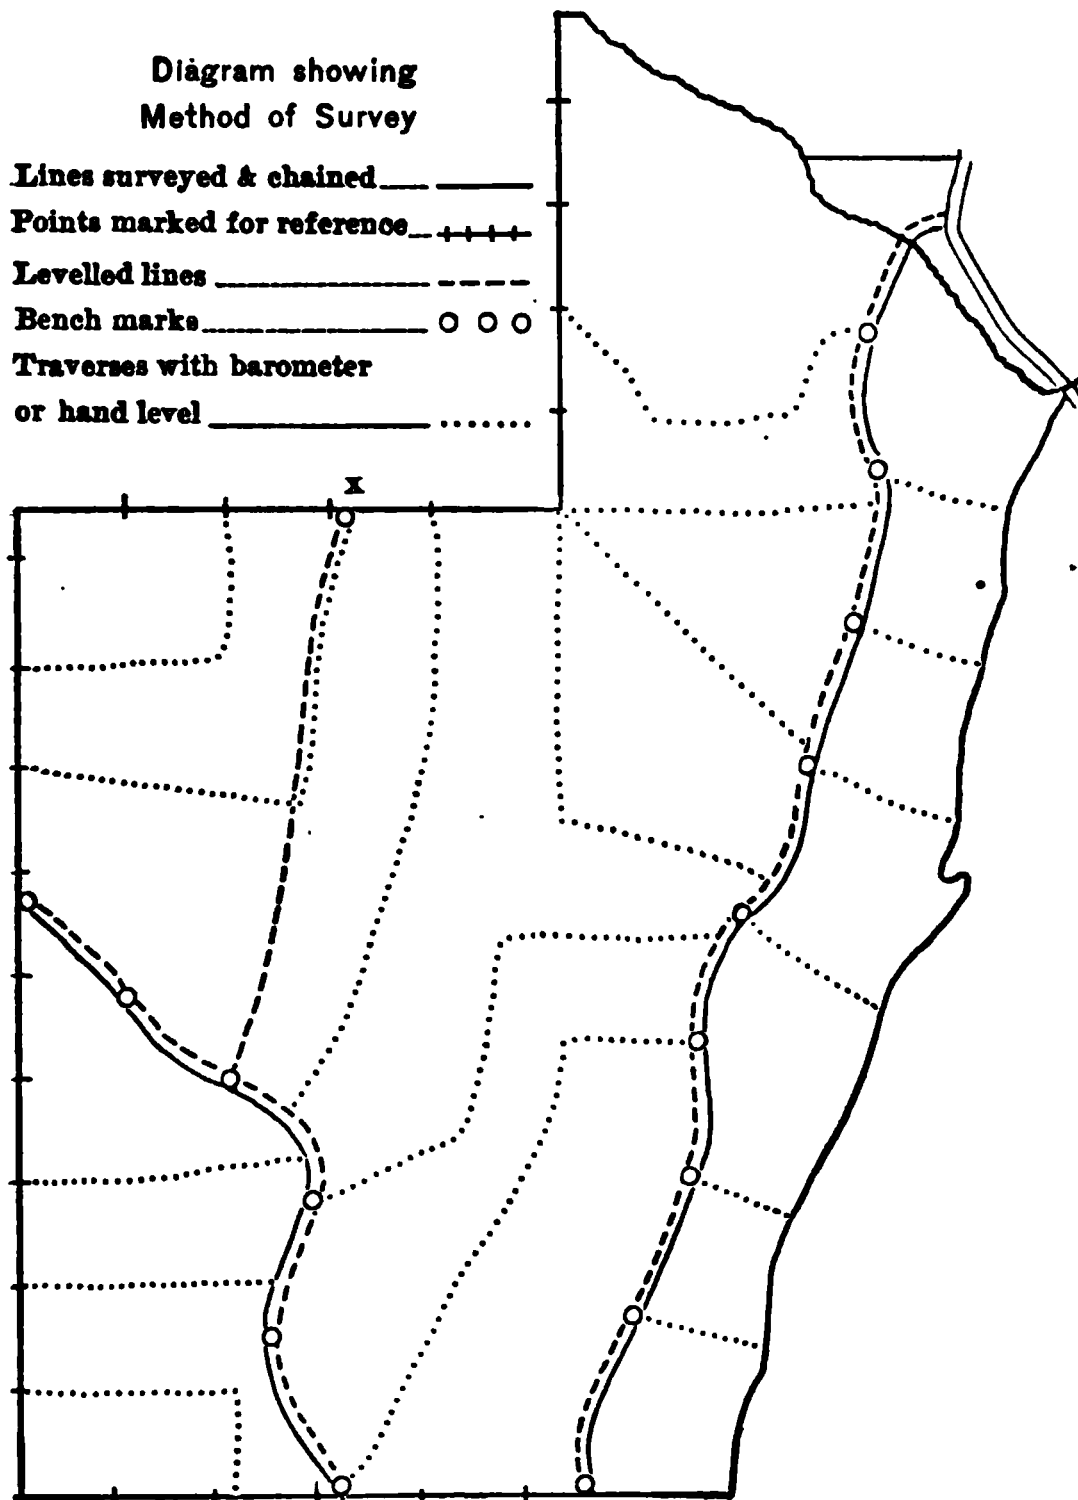 Diagram showing
Method of Survey
Lines surveyed & chained
Points marked for reference
Levelled lines
Bench marks
Traverses with barometer
or hand level
X